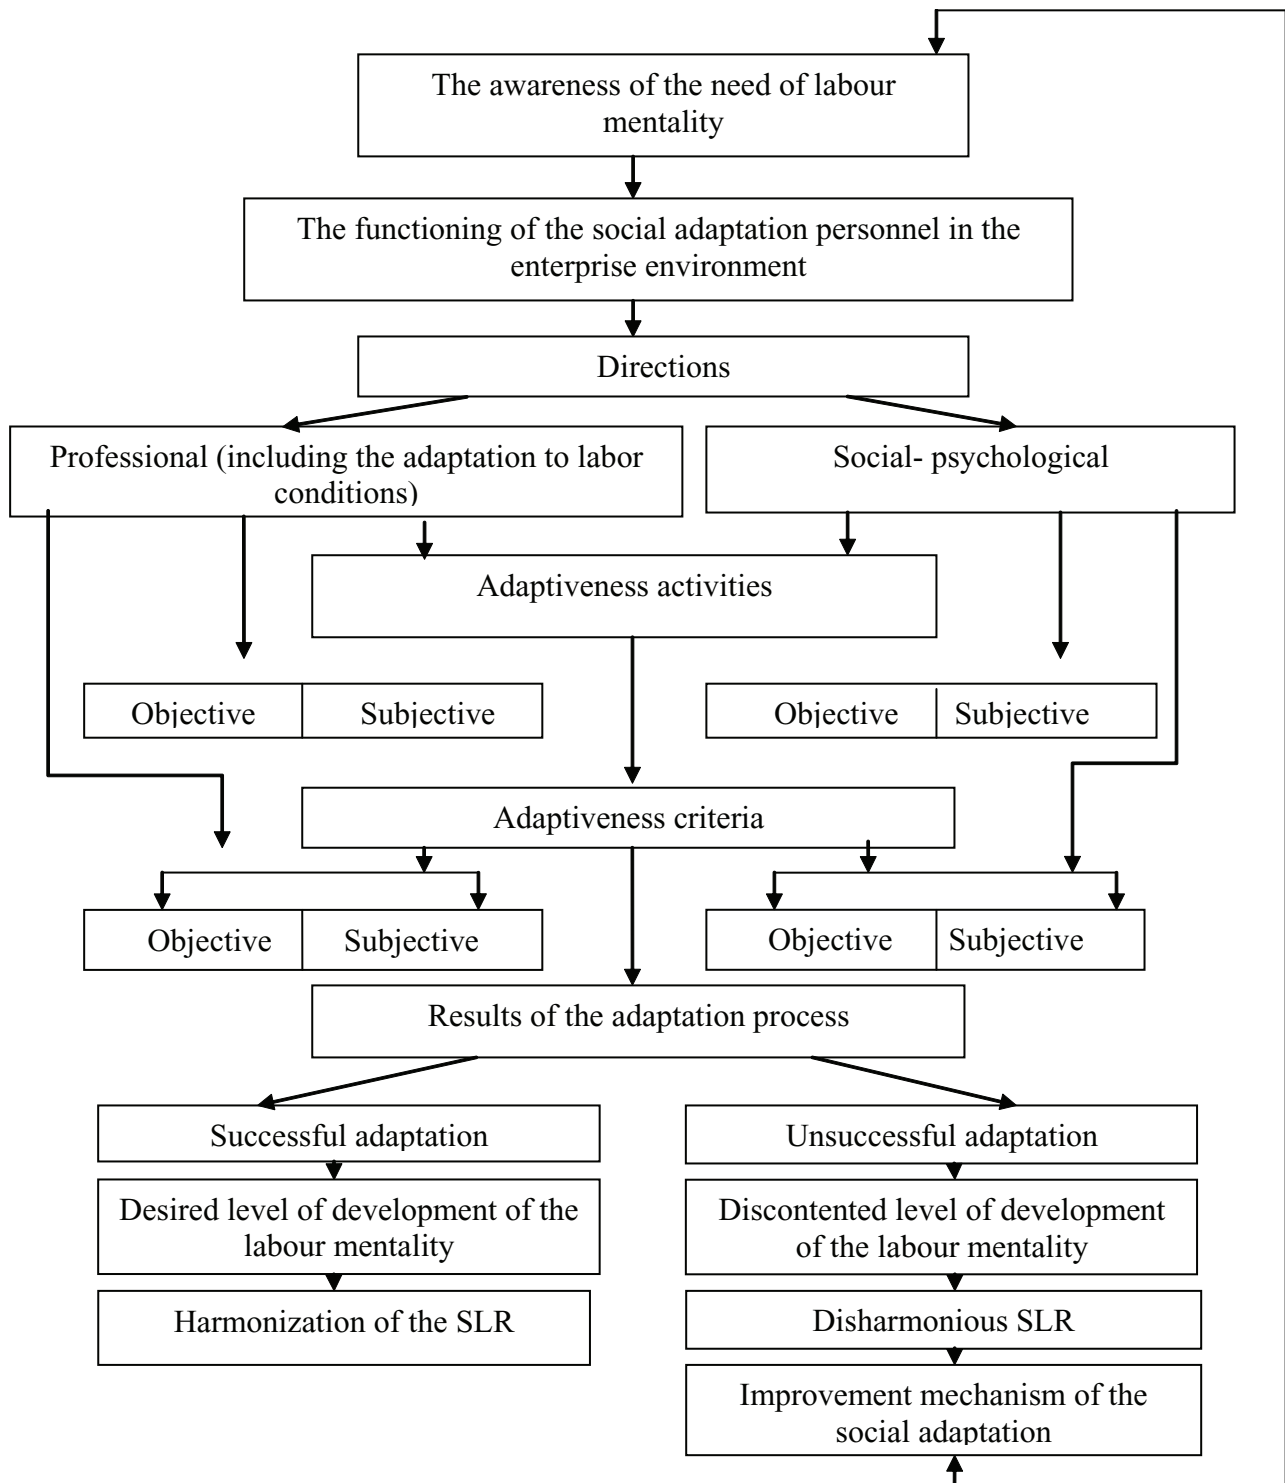 The awareness of the need of labour
mentality
The functioning of the social adaptation personnel in the
enterprise environment
Directions
Professional (including the adaptation to labor
conditions)
Social- psychological
Adaptiveness activities
Objective
Subjective
Objective
Subjective
Adaptiveness criteria
Objective
Subjective
Objective
Subjective
Results of the adaptation process
Successful adaptation
Unsuccessful adaptation
Desired level of development of the
labour mentality
Discontented level of development
of the labour mentality
Harmonization of the SLR
Disharmonious SLR
Improvement mechanism of the
social adaptation